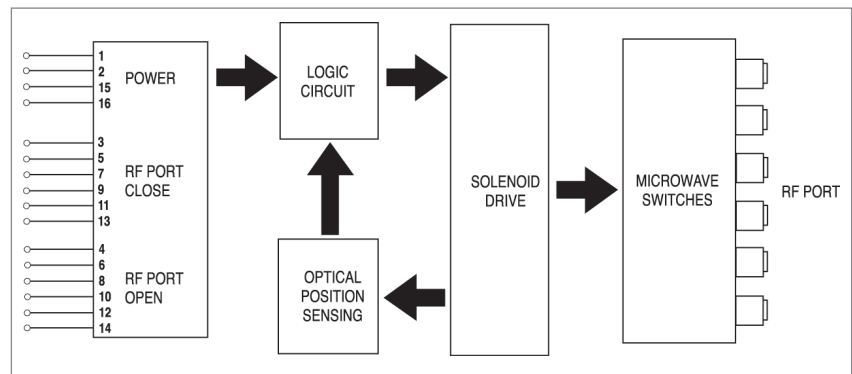 1
2
15
16
POWER
3
5
7
9
11
13
RF PORT
CLOSE
4
6
8
10
12
14
RF PORT
OPEN
LOGIC
CIRCUIT
OPTICAL
POSITION
SENSING
SOLENOID
DRIVE
MICROWAVE
SWITCHES
RF PORT